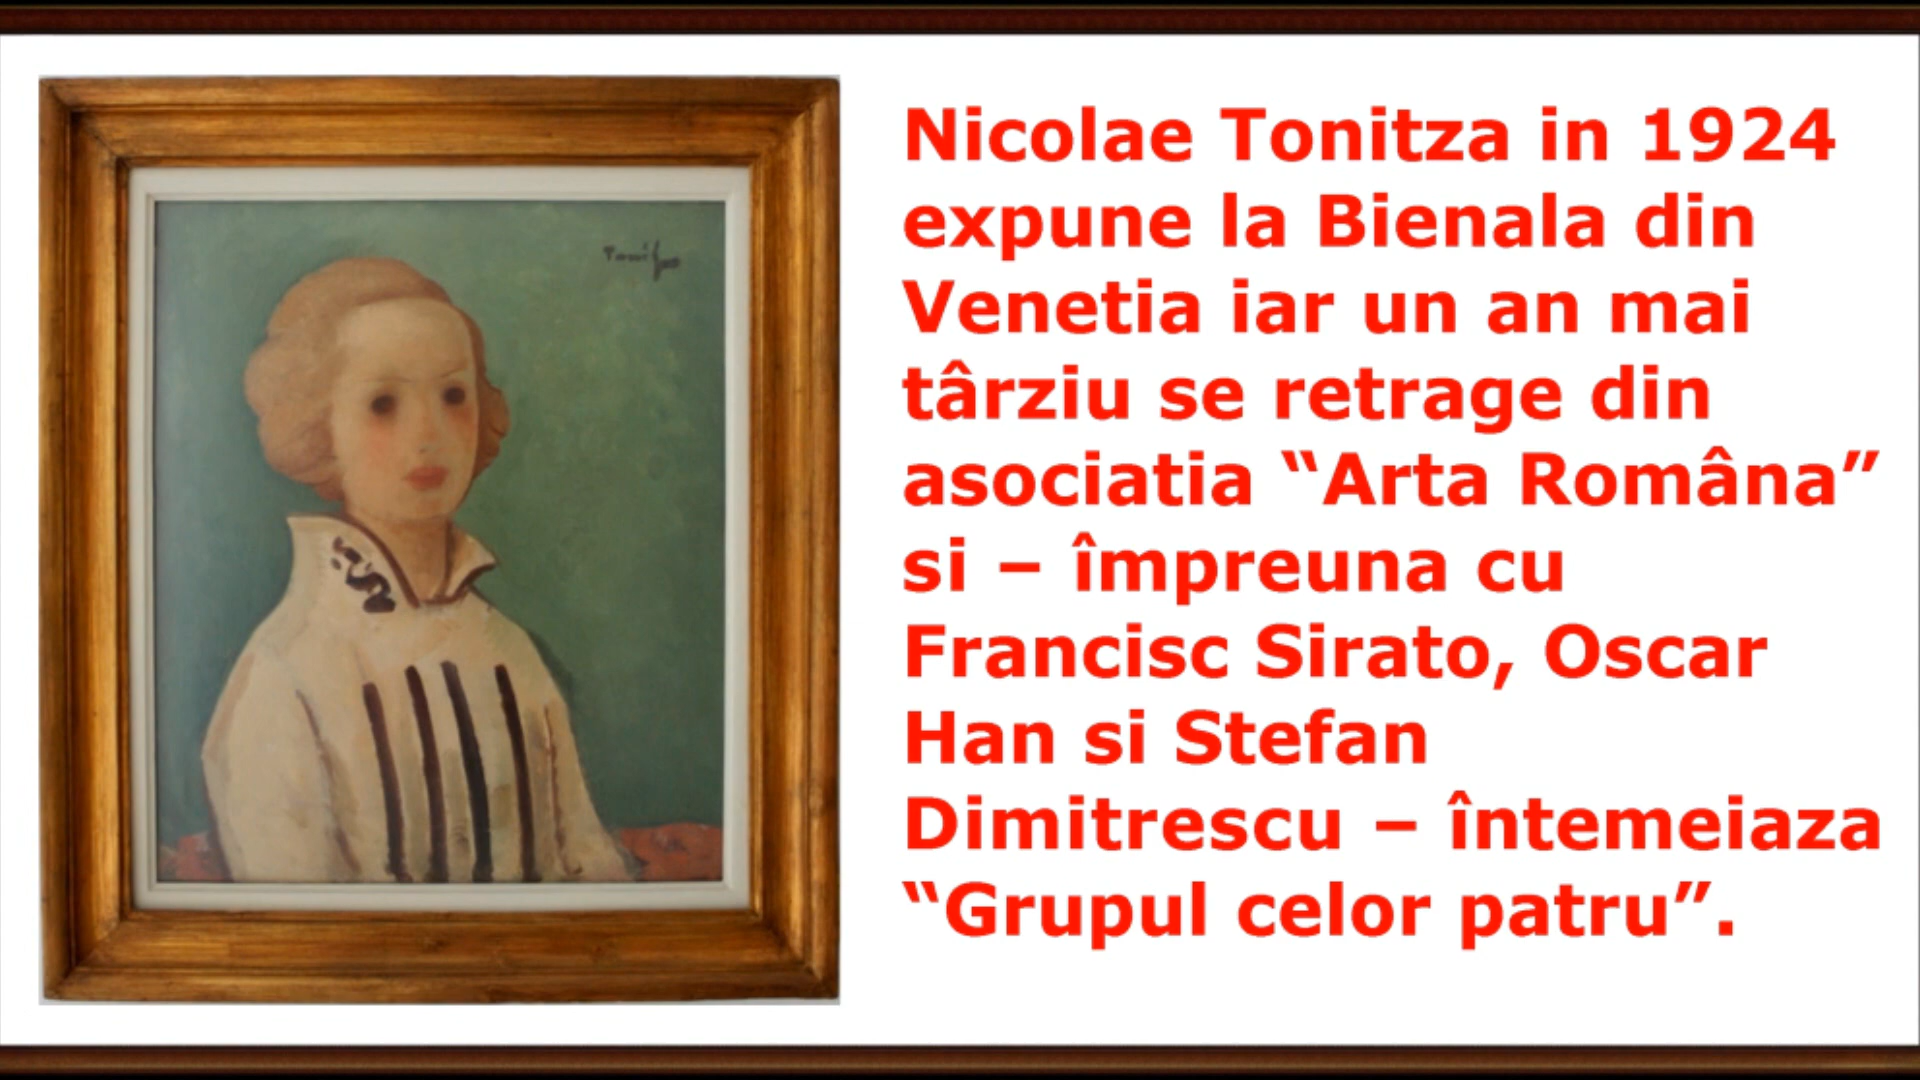 Tonitza
Nicolae Tonitza in 1924
expune la Bienala din
Venetia iar un an mai
târziu se retrage din
asociatia “Arta Româna”
si – împreuna cu
Francisc Sirato, Oscar
Han si Stefan
Dimitrescu – întemeiaza
“Grupul celor patru”.